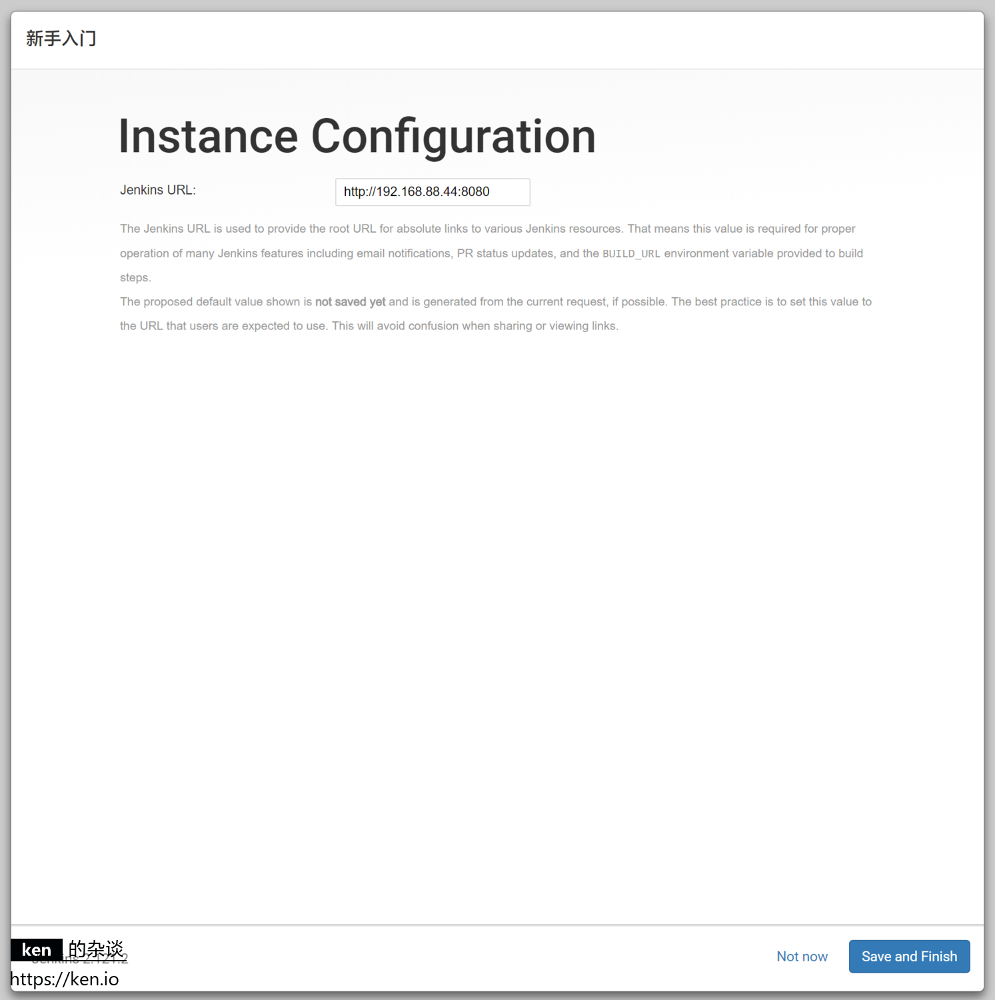 新手入门
Instance Configuration
Jenkins URL:
http://192.168.88.44:8080
The Jenkins URL is used to provide the root URL for absolute links to various Jenkins resources. That means this value is required for proper
operation of many Jenkins features including email notifications, PR status updates, and the BUILD_URL environment variable provided to build
steps.
The proposed default value shown is not saved yet and is generated from the current request, if possible. The best practice is to set this value to
the URL that users are expected to use. This will avoid confusion when sharing or viewing links.
ken 的杂谈
Jenkins 2.121.2
https://ken.io
Not now
Save and Finish